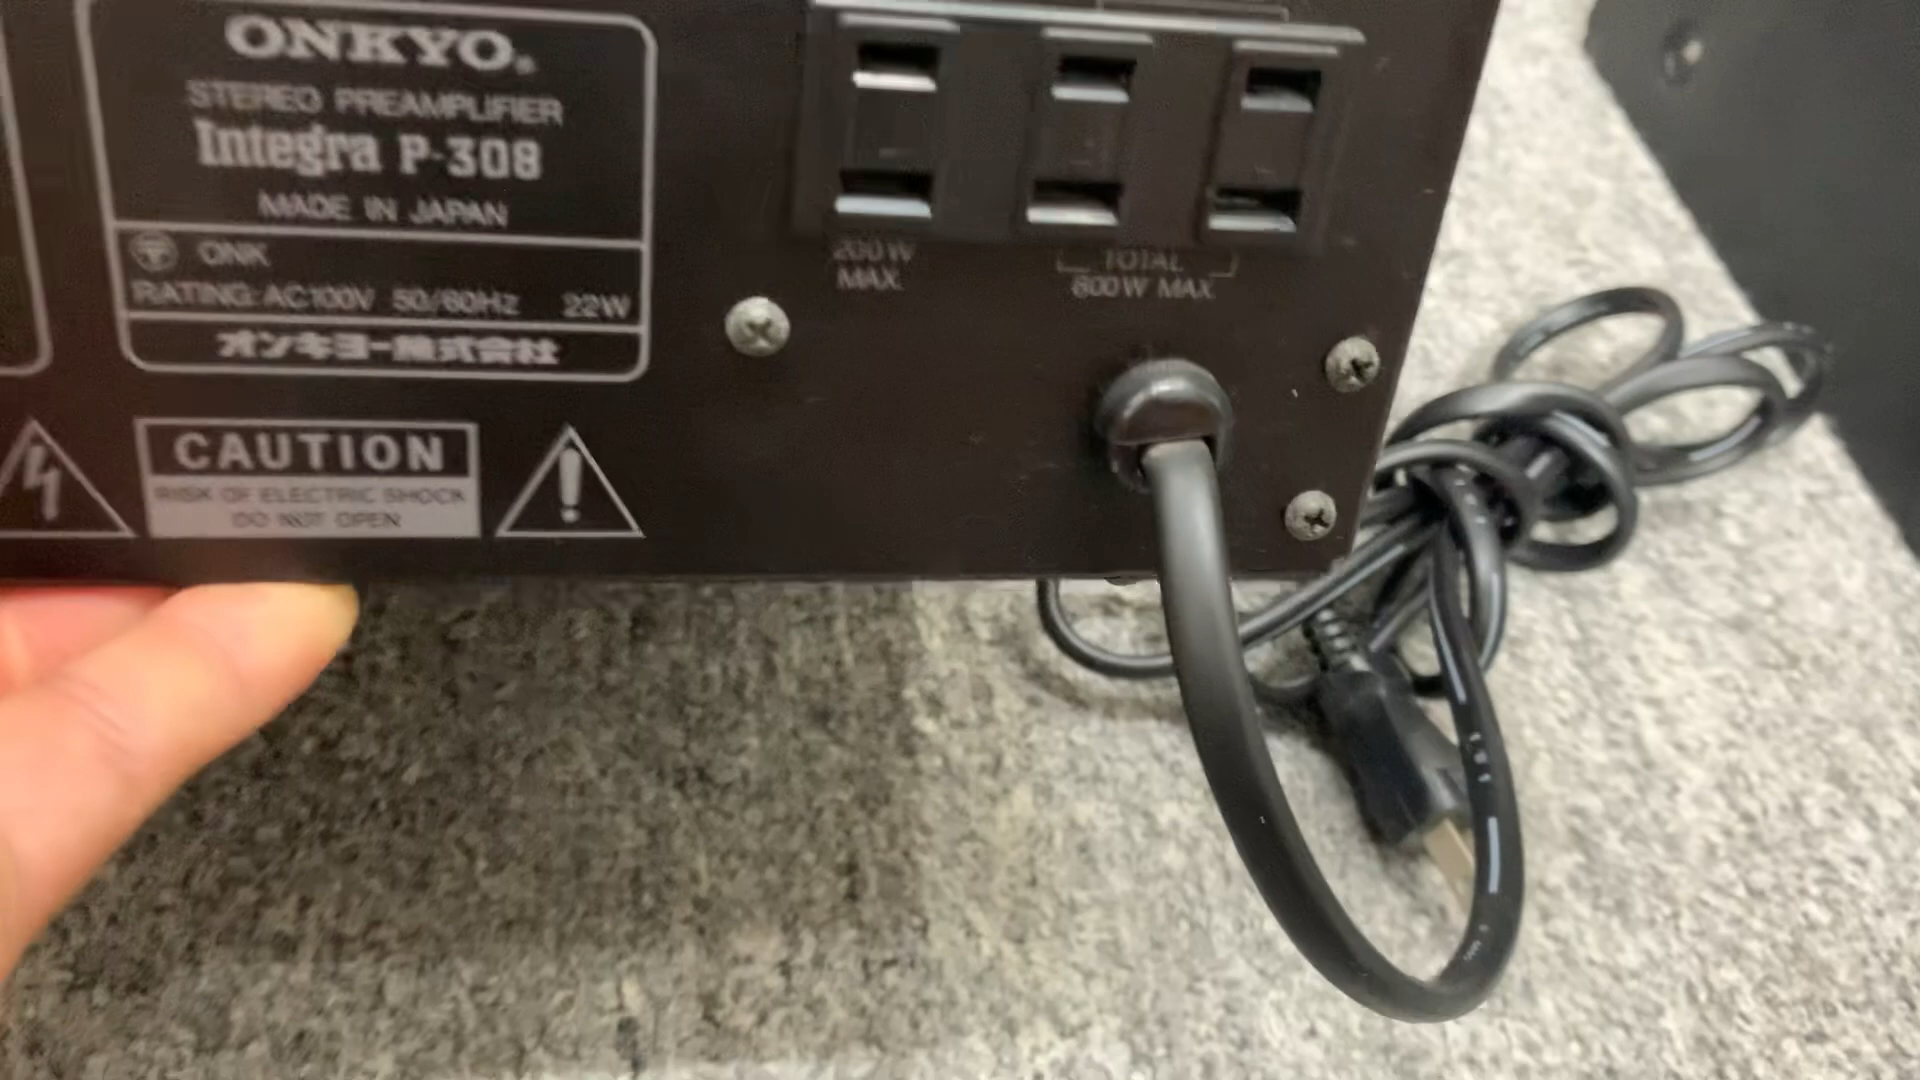 ONKYO.
STEREO PREAMPLIFIER
Integra P-308
MADE IN JAPAN
ONK
RATING: AC100V 50/60Hz 22W
オンキヨー株式会社
CAUTION
RISK OF ELECTRIC SHOCK
DO NOT OPEN
200W
MAX.
TOTAL
800W MAX.